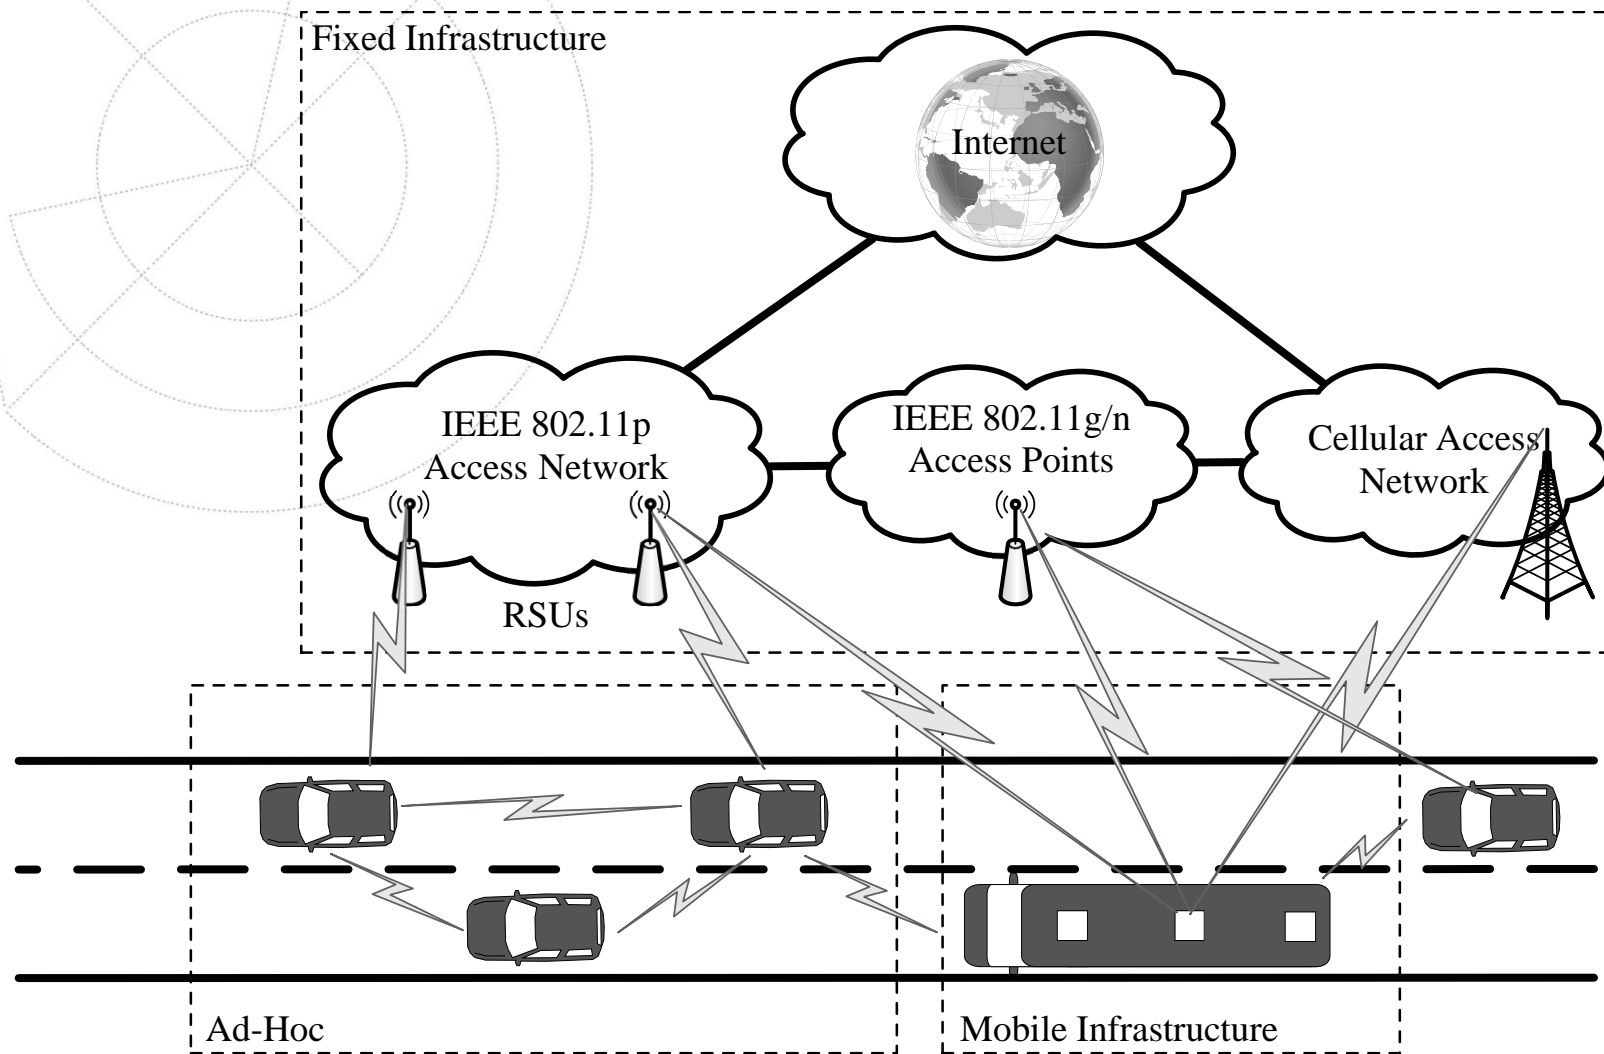 Fixed Infrastructure
Internet
IEEE 802.11p
Access Network
IEEE 802.11g/n
Access Points
Cellular Access
Network
RSUs
Ad-Hoc
Mobile Infrastructure